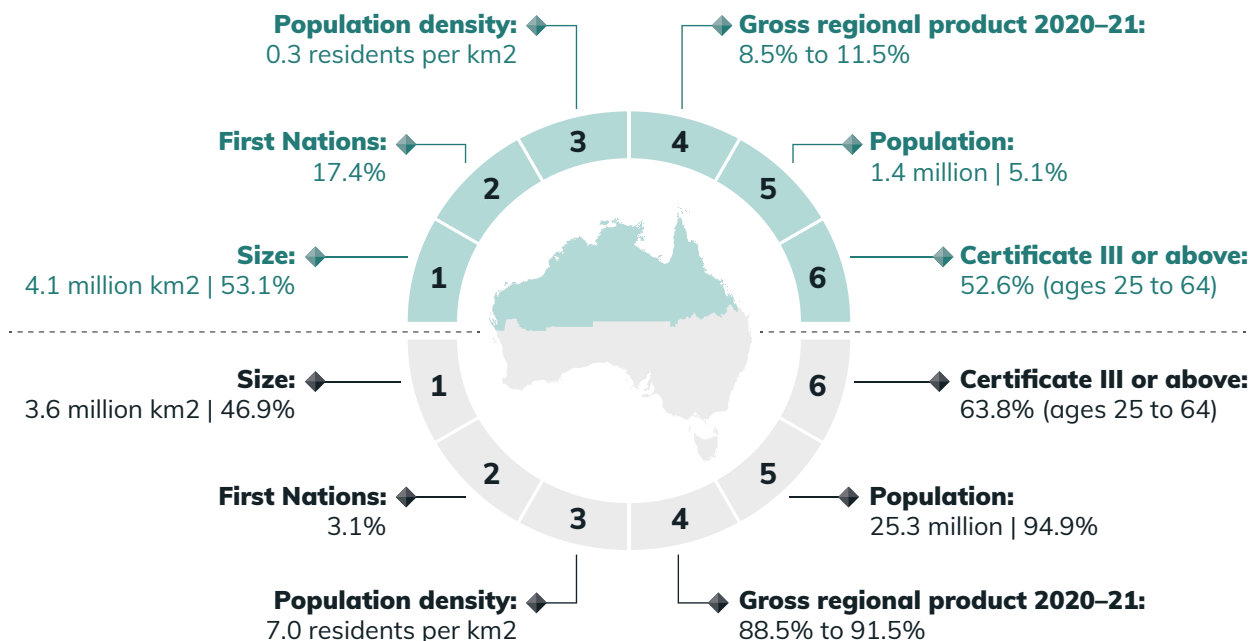 Population density:
0.3 residents per km2
Gross regional product 2020–21:
8.5% to 11.5%
First Nations:
17.4%
Population:
1.4 million | 5.1%
Size:
4.1 million km2 | 53.1%
Certificate III or above:
52.6% (ages 25 to 64)
1
2
3
4
5
6
Size:
3.6 million km2 | 46.9%
Certificate III or above:
63.8% (ages 25 to 64)
First Nations:
3.1%
Population:
25.3 million | 94.9%
Population density:
7.0 residents per km2
Gross regional product 2020–21:
88.5% to 91.5%
1
2
3
4
5
6